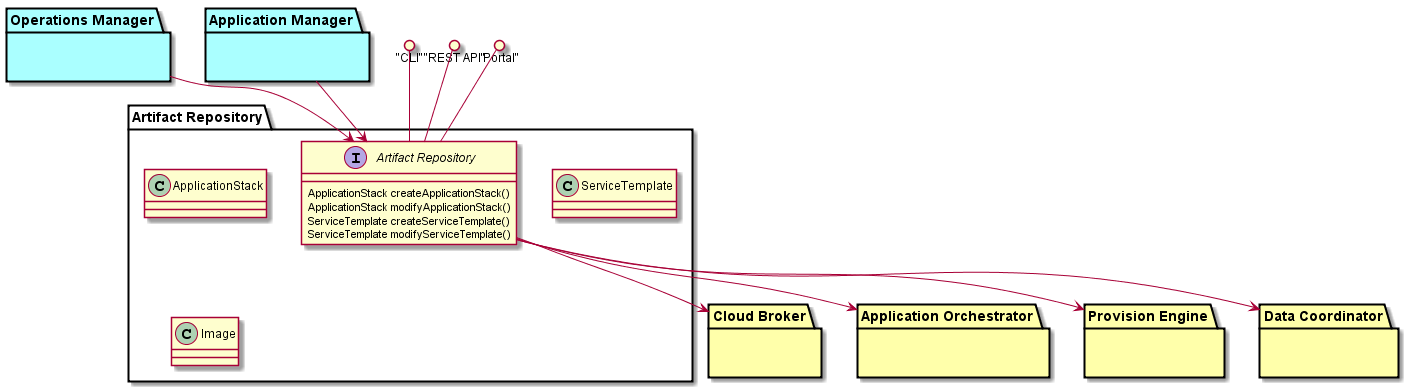 Operations Manager
Application Manager
"CLI"
"REST API"
"Portal"
Artifact Repository
I
Artifact Repository
C
ApplicationStack
ApplicationStack createApplicationStack()
ApplicationStack modifyApplicationStack()
ServiceTemplate createServiceTemplate()
ServiceTemplate modifyServiceTemplate()
C
ServiceTemplate
C
Image
Cloud Broker
Application Orchestrator
Provision Engine
Data Coordinator